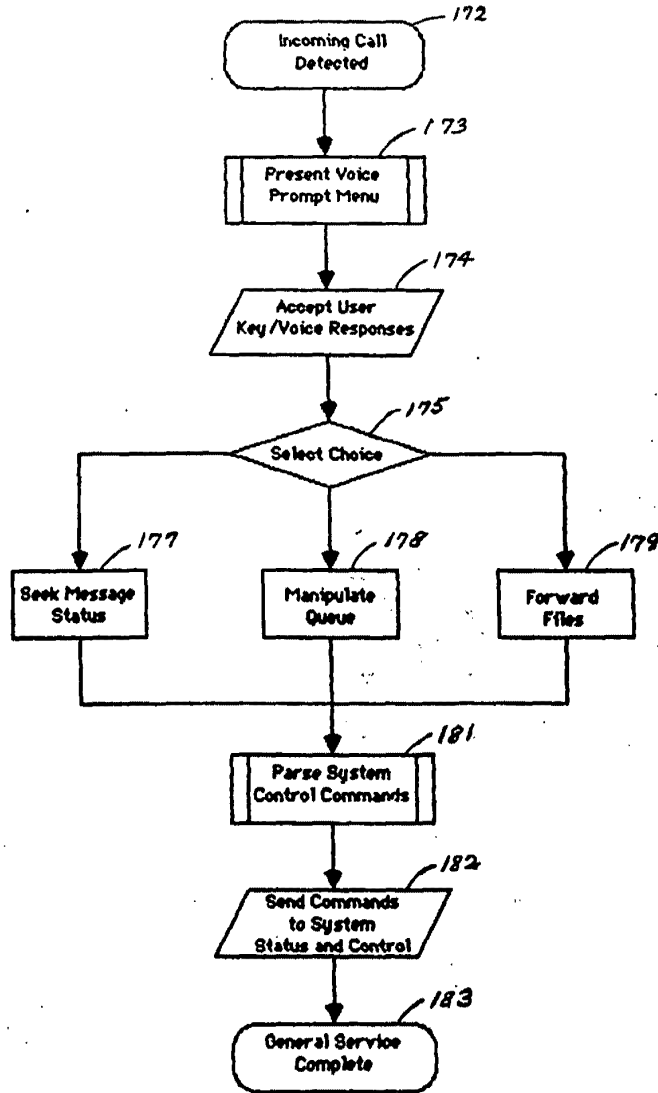 172
Incoming Call
Detected
173
Present Voice
Prompt Menu
174
Accept User
Key/Voice Responses
175
Select Choice
177
Seek Message
Status
178
Manipulate
Queue
179
Forward
Files
181
Parse System
Control Commands
182
Send Commands
to System
Status and Control
183
General Service
Complete